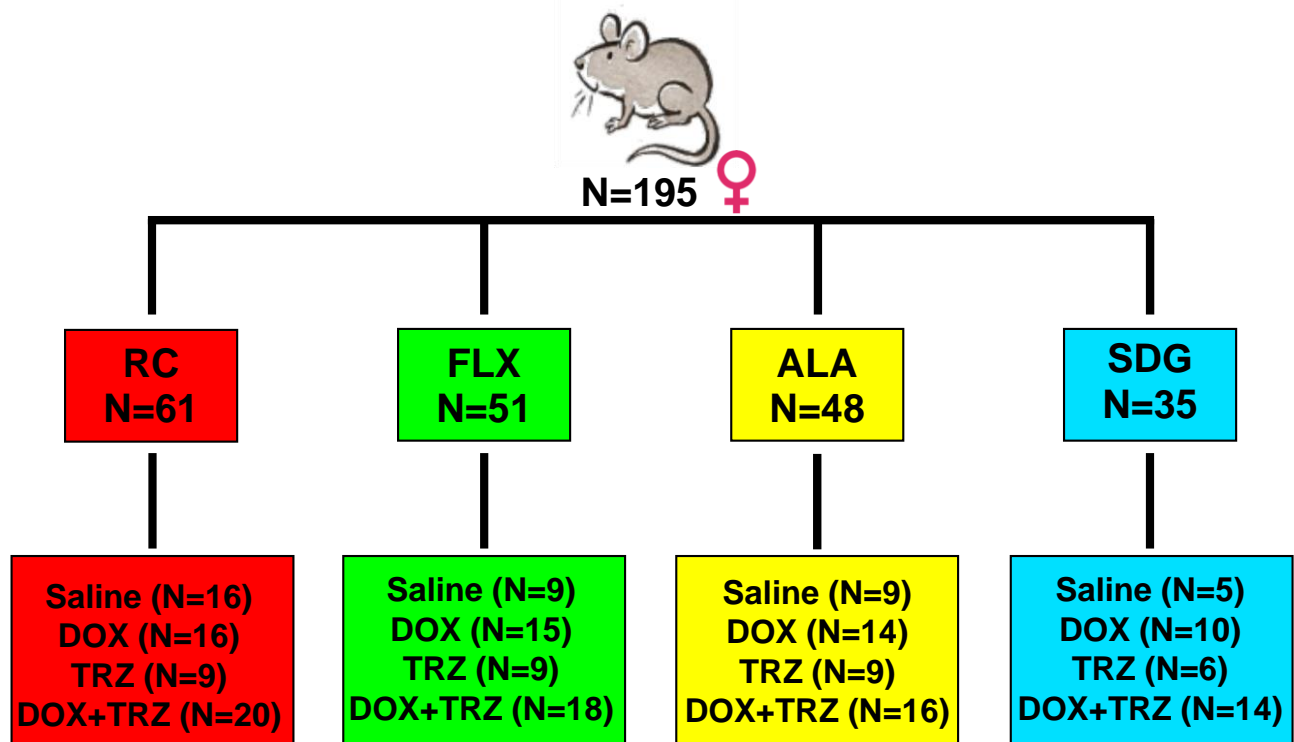 N=195
RC
N=61
FLX
N=51
ALA
N=48
SDG
N=35
Saline (N=16)
DOX (N=16)
TRZ (N=9)
DOX+TRZ (N=20)
Saline (N=9)
DOX (N=15)
TRZ (N=9)
DOX+TRZ (N=18)
Saline (N=9)
DOX (N=14)
TRZ (N=9)
DOX+TRZ (N=16)
Saline (N=5)
DOX (N=10)
TRZ (N=6)
DOX+TRZ (N=14)